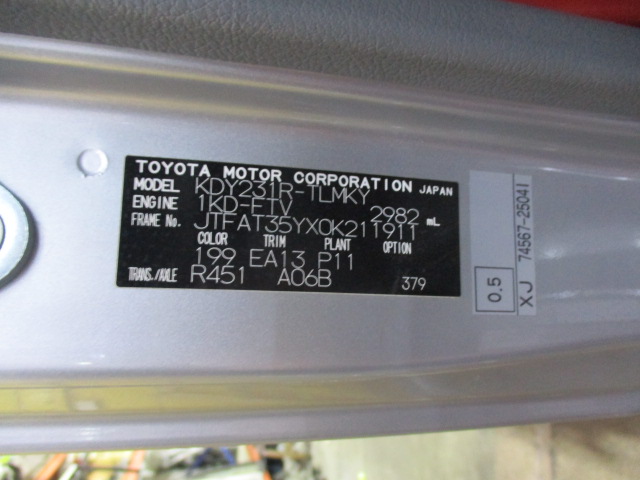 TOYOTA MOTOR CORPORATION JAPAN
MODEL KDY231R-TLMKY
ENGINE 1KD-FTV 2982 mL
FRAME No. JTFAT35YX0K211911
COLOR TRIM PLANT OPTION
199 EA13 P11
TRANS./AXLE R451 A06B 379
0.5
XJ 74567-25041